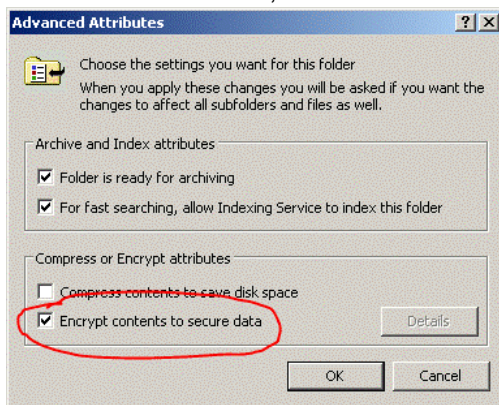 Advanced Attributes
Choose the settings you want for this folder
When you apply these changes you will be asked if you want the
changes to affect all subfolders and files as well.
Archive and Index attributes
Folder is ready for archiving
For fast searching, allow Indexing Service to index this folder
Compress or Encrypt attributes
Compress contents to save disk space
Encrypt contents to secure data
Details
OK
Cancel